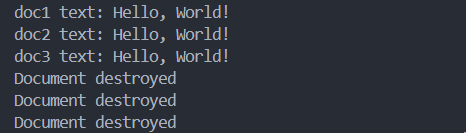 doc1 text: Hello, World!
doc2 text: Hello, World!
doc3 text: Hello, World!
Document destroyed
Document destroyed
Document destroyed